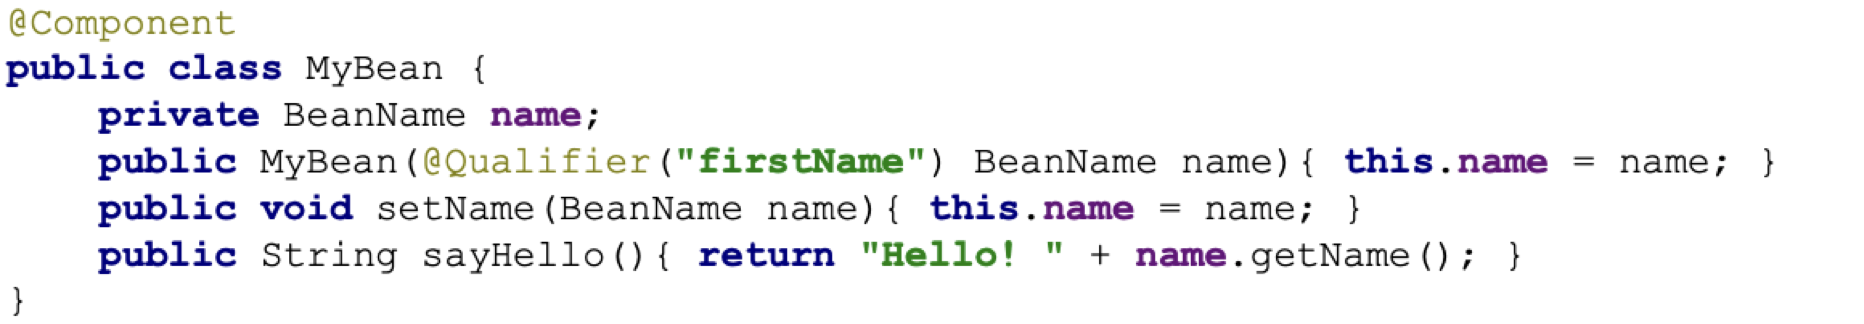 @Component
public class MyBean {
    private BeanName name;
    public MyBean(@Qualifier("firstName") BeanName name){ this.name = name; }
    public void setName(BeanName name){ this.name = name; }
    public String sayHello(){ return "Hello! " + name.getName(); }
}